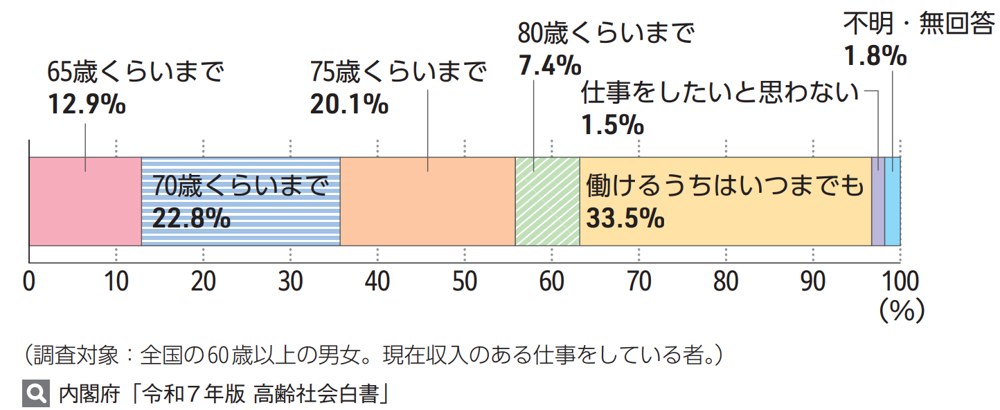 65歳くらいまで
12.9%
70歳くらいまで
22.8%
75歳くらいまで
20.1%
80歳くらいまで
7.4%
働けるうちはいつまでも
33.5%
仕事をしたいと思わない
1.5%
不明・無回答
1.8%
0 10 20 30 40 50 60 70 80 90 100
(%)
（調査対象：全国の60歳以上の男女。現在収入のある仕事をしている者。）
内閣府「令和7年版 高齢社会白書」